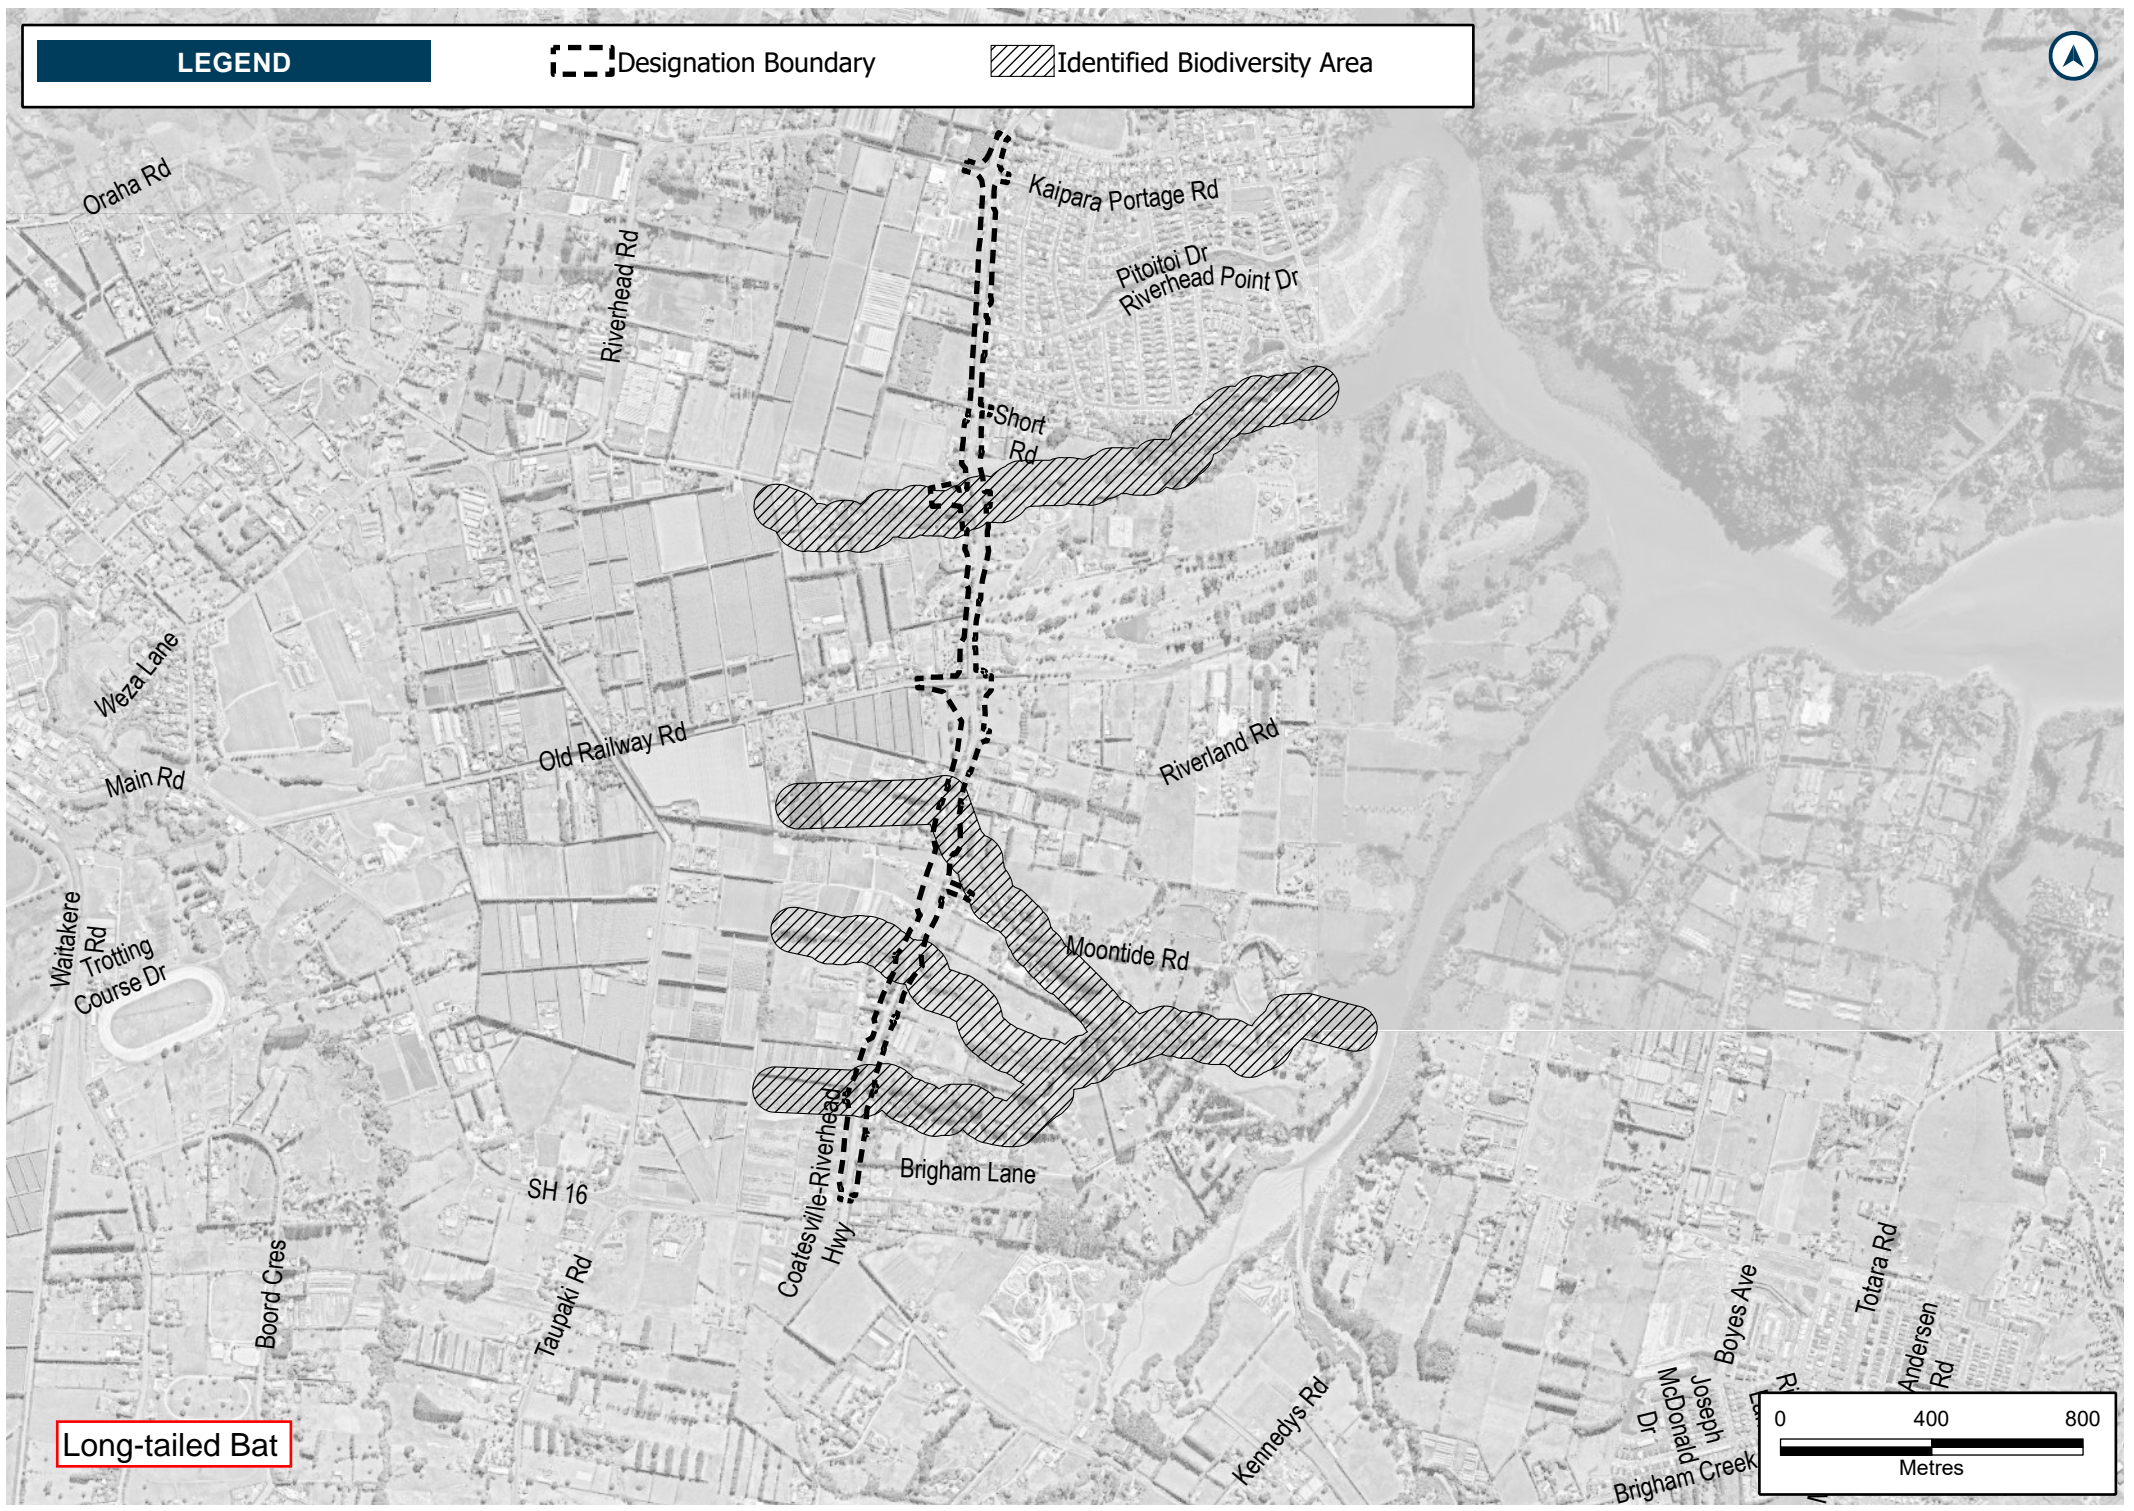 LEGEND
Designation Boundary
Identified Biodiversity Area
Oraha Rd
Kaipara Portage Rd
Riverhead Rd
Pitoitoi Dr
Riverhead Point Dr
Short
Rd
Weza Lane
Old Railway Rd
Riverland Rd
Main Rd
Waitakere
Rd
Trotting
Course Dr
Moontide Rd
Coatesville-Riverhead
Hwy
Brigham Lane
SH 16
Boord Cres
Taupaki Rd
Totara Rd
Boyes Ave
Andersen
Rd
Joseph
McDonald
Dr
Kennedys Rd
Brigham Creek
Long-tailed Bat
0 400 800
Metres